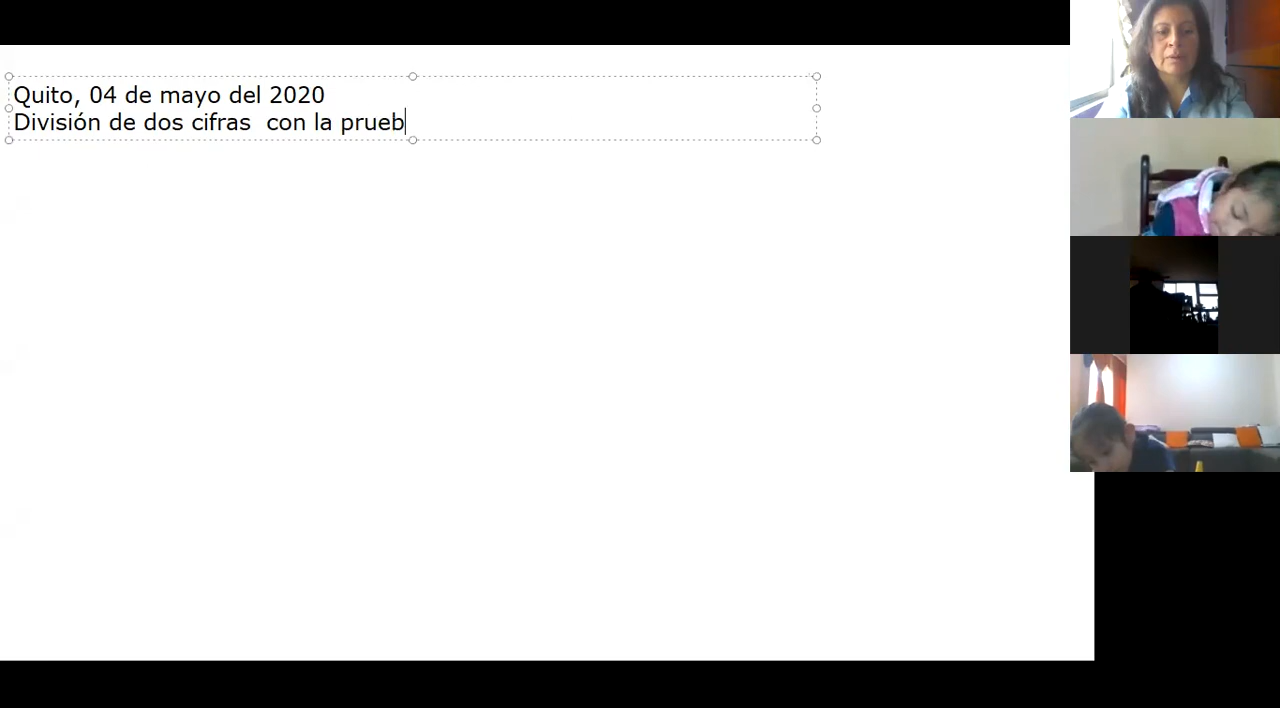 Quito, 04 de mayo del 2020
División de dos cifras  con la prueb